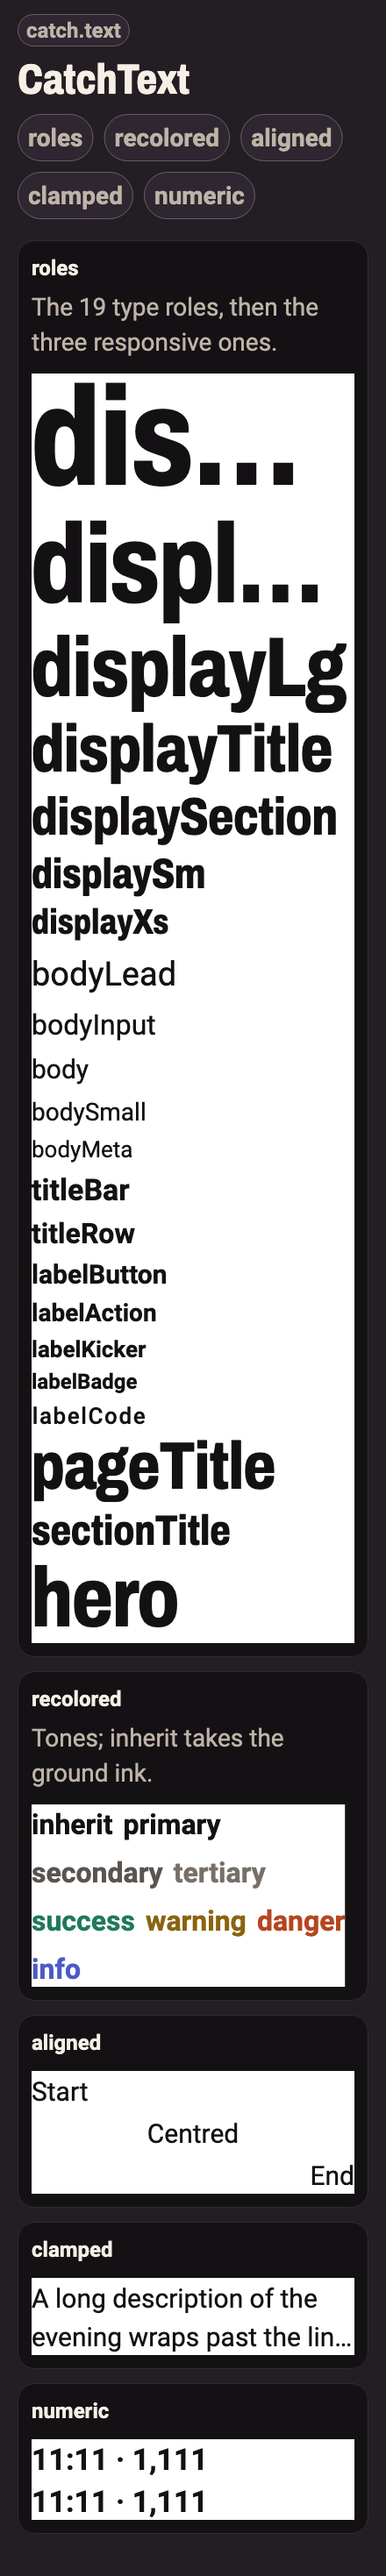 catch.text
CatchText
roles recolored aligned
clamped numeric
roles
The 19 type roles, then the
three responsive ones.
dis...
displ...
displayLg
displayTitle
displaySection
displaySm
displayXs
bodyLead
bodyInput
body
bodySmall
bodyMeta
titleBar
titleRow
labelButton
labelAction
labelKicker
labelBadge
labelCode
pageTitle
sectionTitle
hero
recolored
Tones; inherit takes the
ground ink.
inherit primary
secondary tertiary
success warning danger
info
aligned
Start
Centred
End
clamped
A long description of the
evening wraps past the lin...
numeric
11:11 · 1,111
11:11 · 1,111